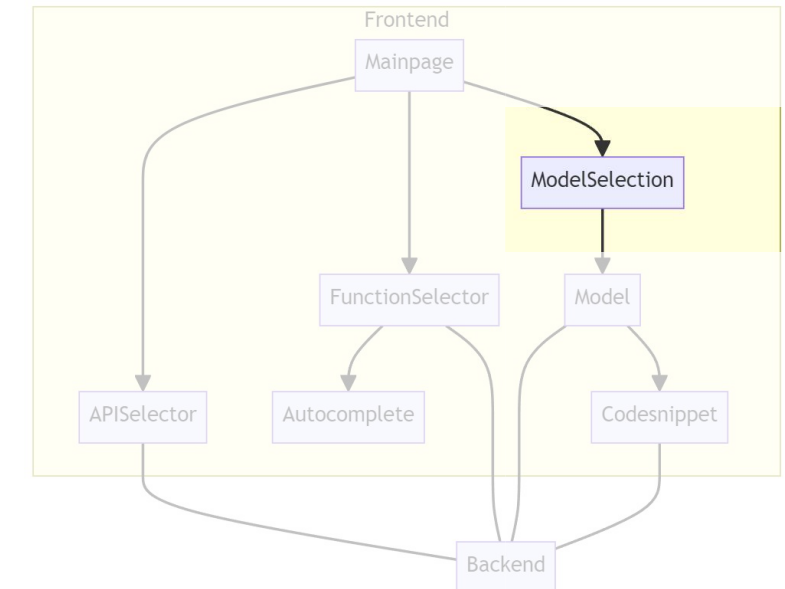 Frontend
Mainpage
ModelSelection
FunctionSelector
Model
APISelector
Autocomplete
Codesnippet
Backend